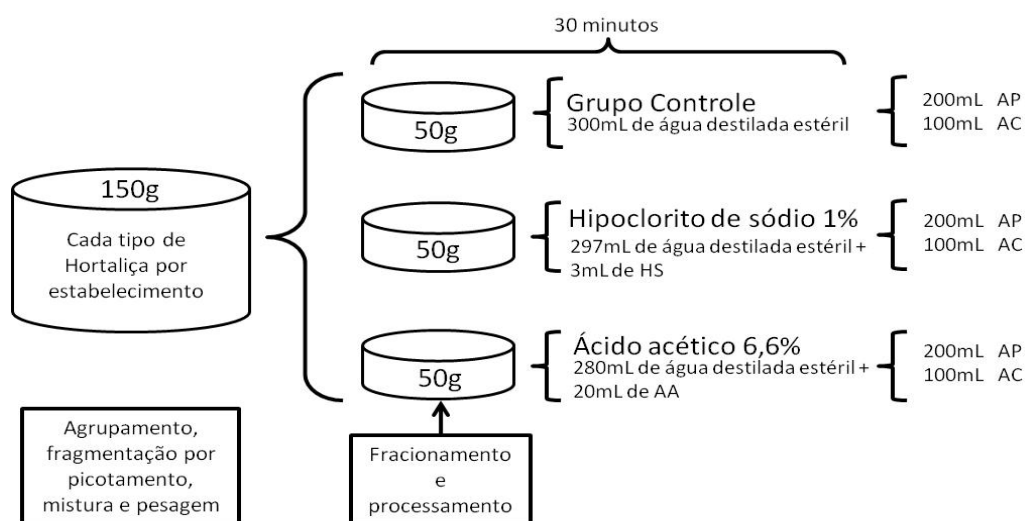 30 minutos
150g
Cada tipo de
Hortaliça por
estabelecimento
50g
Grupo Controle
300mL de água destilada estéril
200mL AP
100mL AC
50g
Hipoclorito de sódio 1%
297mL de água destilada estéril +
3mL de HS
200mL AP
100mL AC
50g
Ácido acético 6,6%
280mL de água destilada estéril +
20mL de AA
200mL AP
100mL AC
Agrupamento,
fragmentação por
picotamento,
mistura e pesagem
Fracionamento
e
processamento